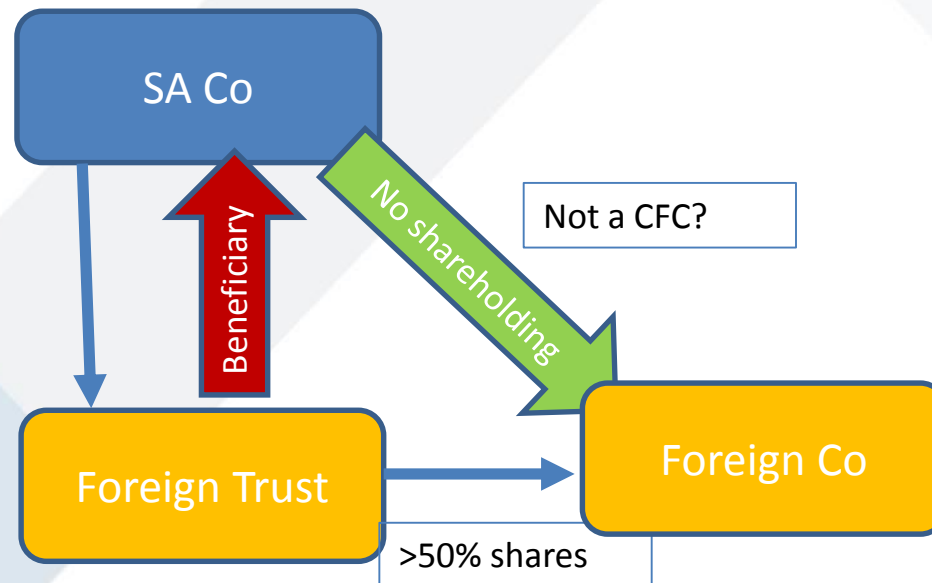 SA Co
No shareholding
Not a CFC?
Beneficiary
Foreign Trust
Foreign Co
>50% shares